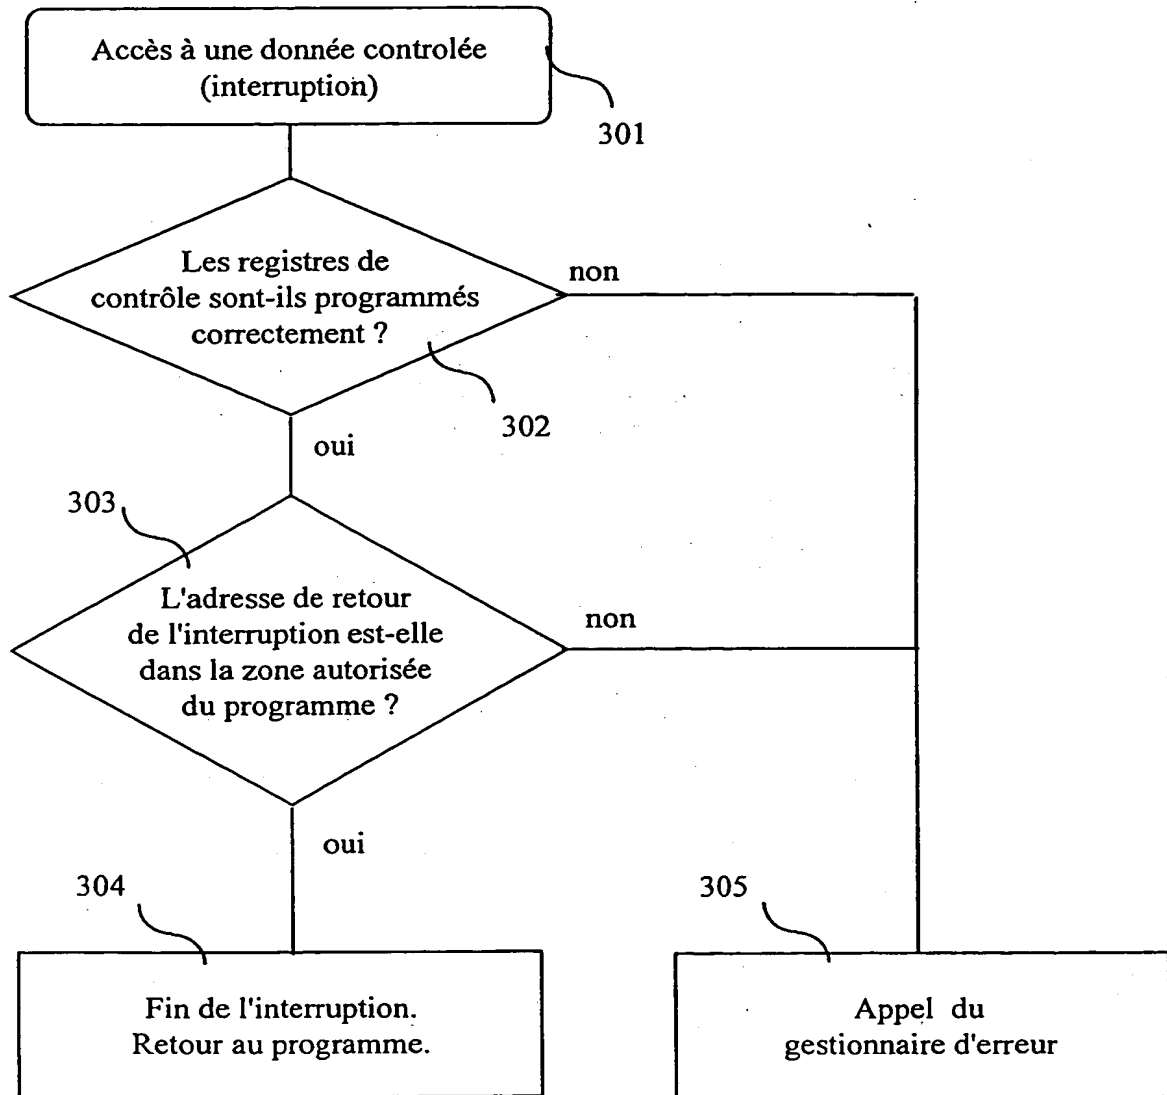 Accès à une donnée controlée
(interruption)
301
Les registres de
contrôle sont-ils programmés
correctement ?
non
302
oui
303
L'adresse de retour
de l'interruption est-elle
dans la zone autorisée
du programme ?
non
oui
304
305
Fin de l'interruption.
Retour au programme.
Appel du
gestionnaire d'erreur